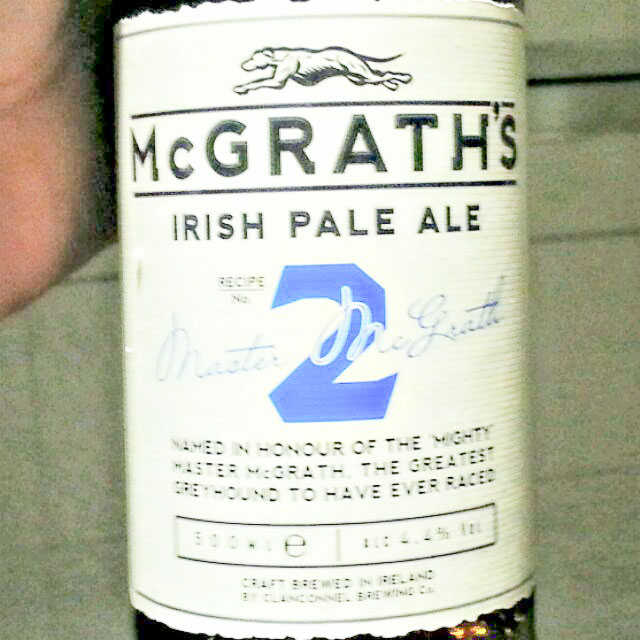 McGRATH'S
IRISH PALE ALE
RECIPE
No.
2
Master McGrath
NAMED IN HONOUR OF THE 'MIGHTY'
MASTER McGRATH. THE GREATEST
GREYHOUND TO HAVE EVER RACED
500ML ℮ ALC 4.4% VOL
CRAFT BREWED IN IRELAND
BY CLANCONNEL BREWING Co.